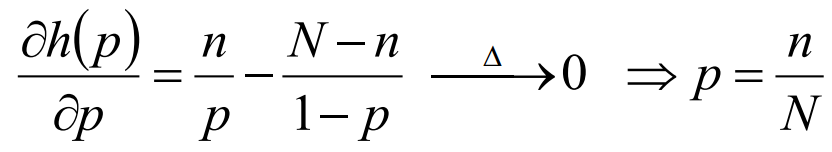 ∂h(p)/∂p = n/p − (N − n)/(1 − p) —Δ→ 0 ⇒ p = n/N